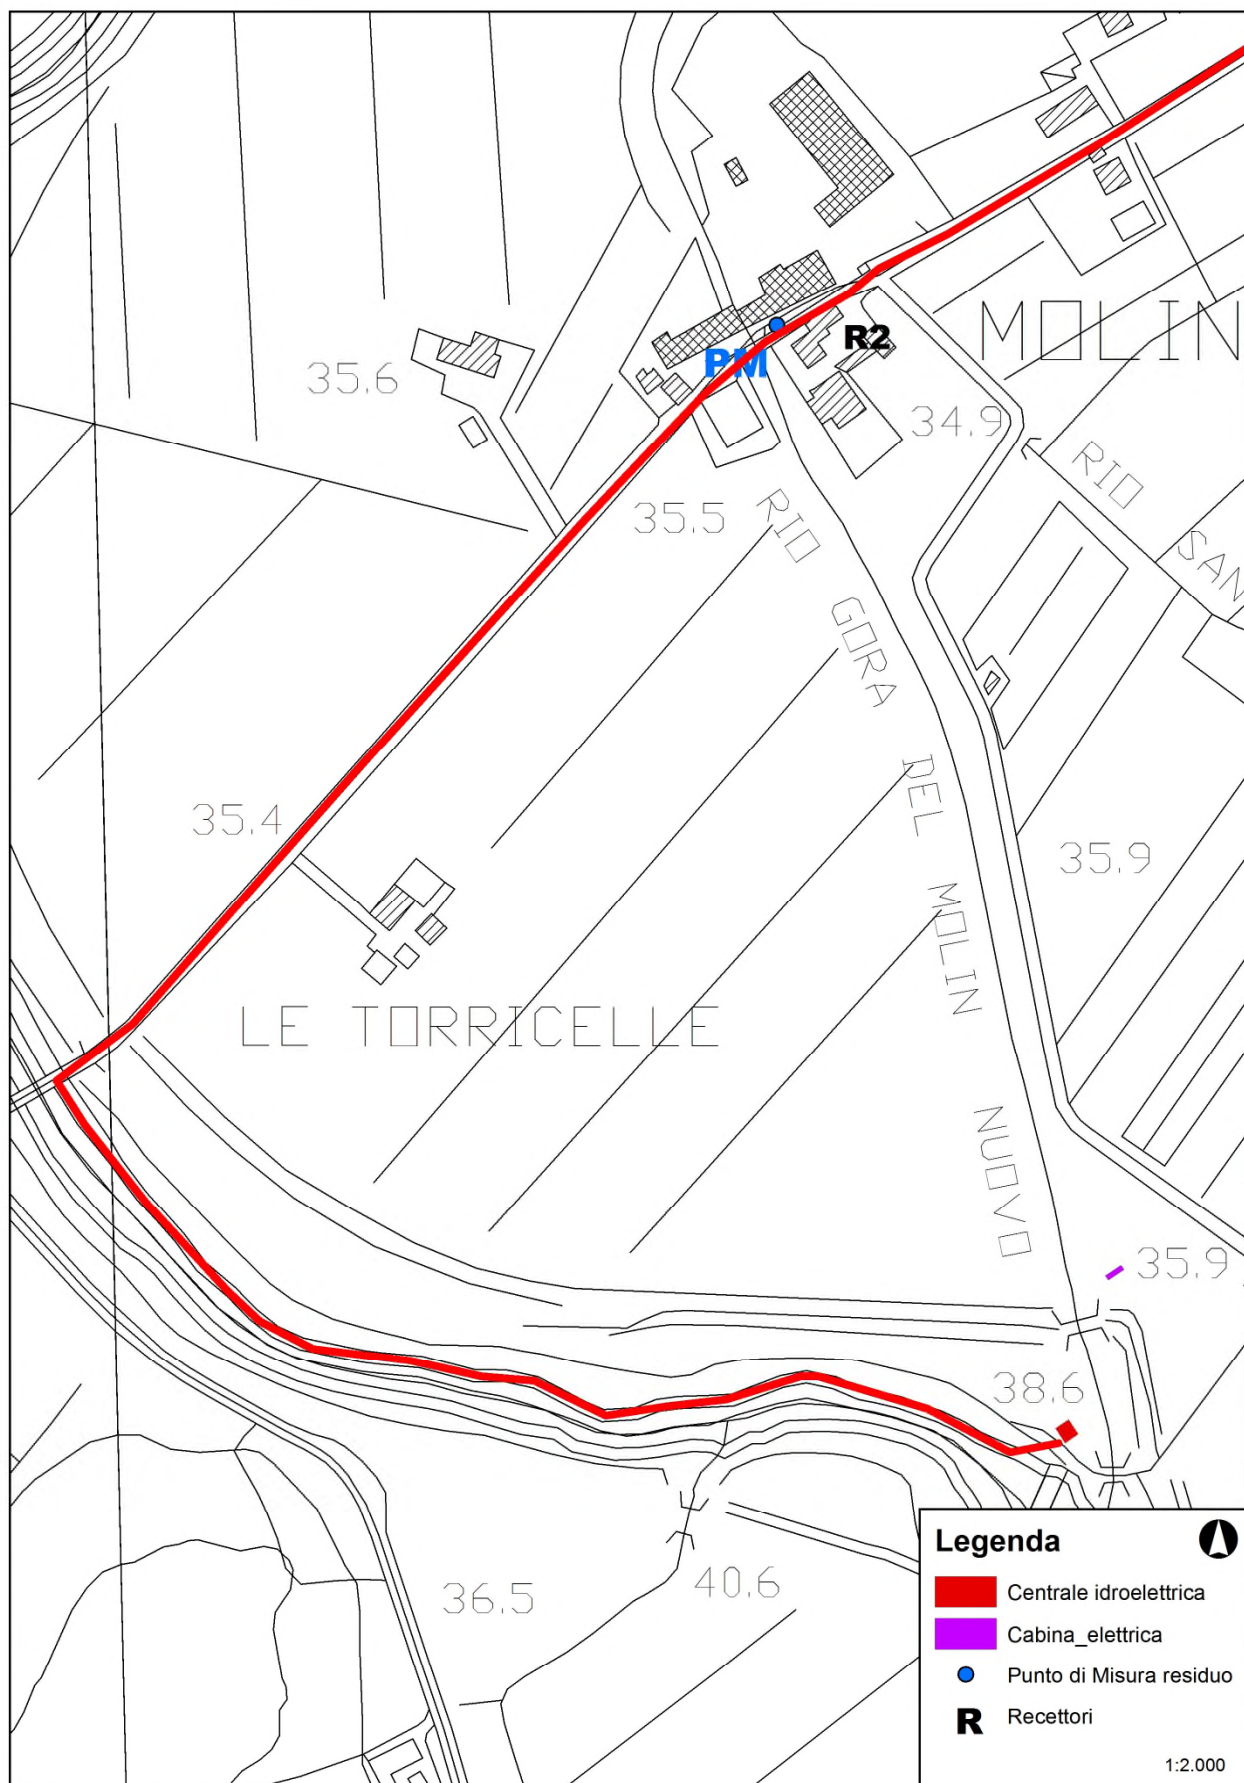 MOLIN
R2
PM
35.6
34.9
RIO
SAN
35.5
RIO GORA DEL MOLIN NUOVO
35.4
35.9
LE TORRICELLE
35.9
38.6
40.6
36.5
Legenda
Centrale idroelettrica
Cabina_elettrica
Punto di Misura residuo
R Recettori
1:2.000